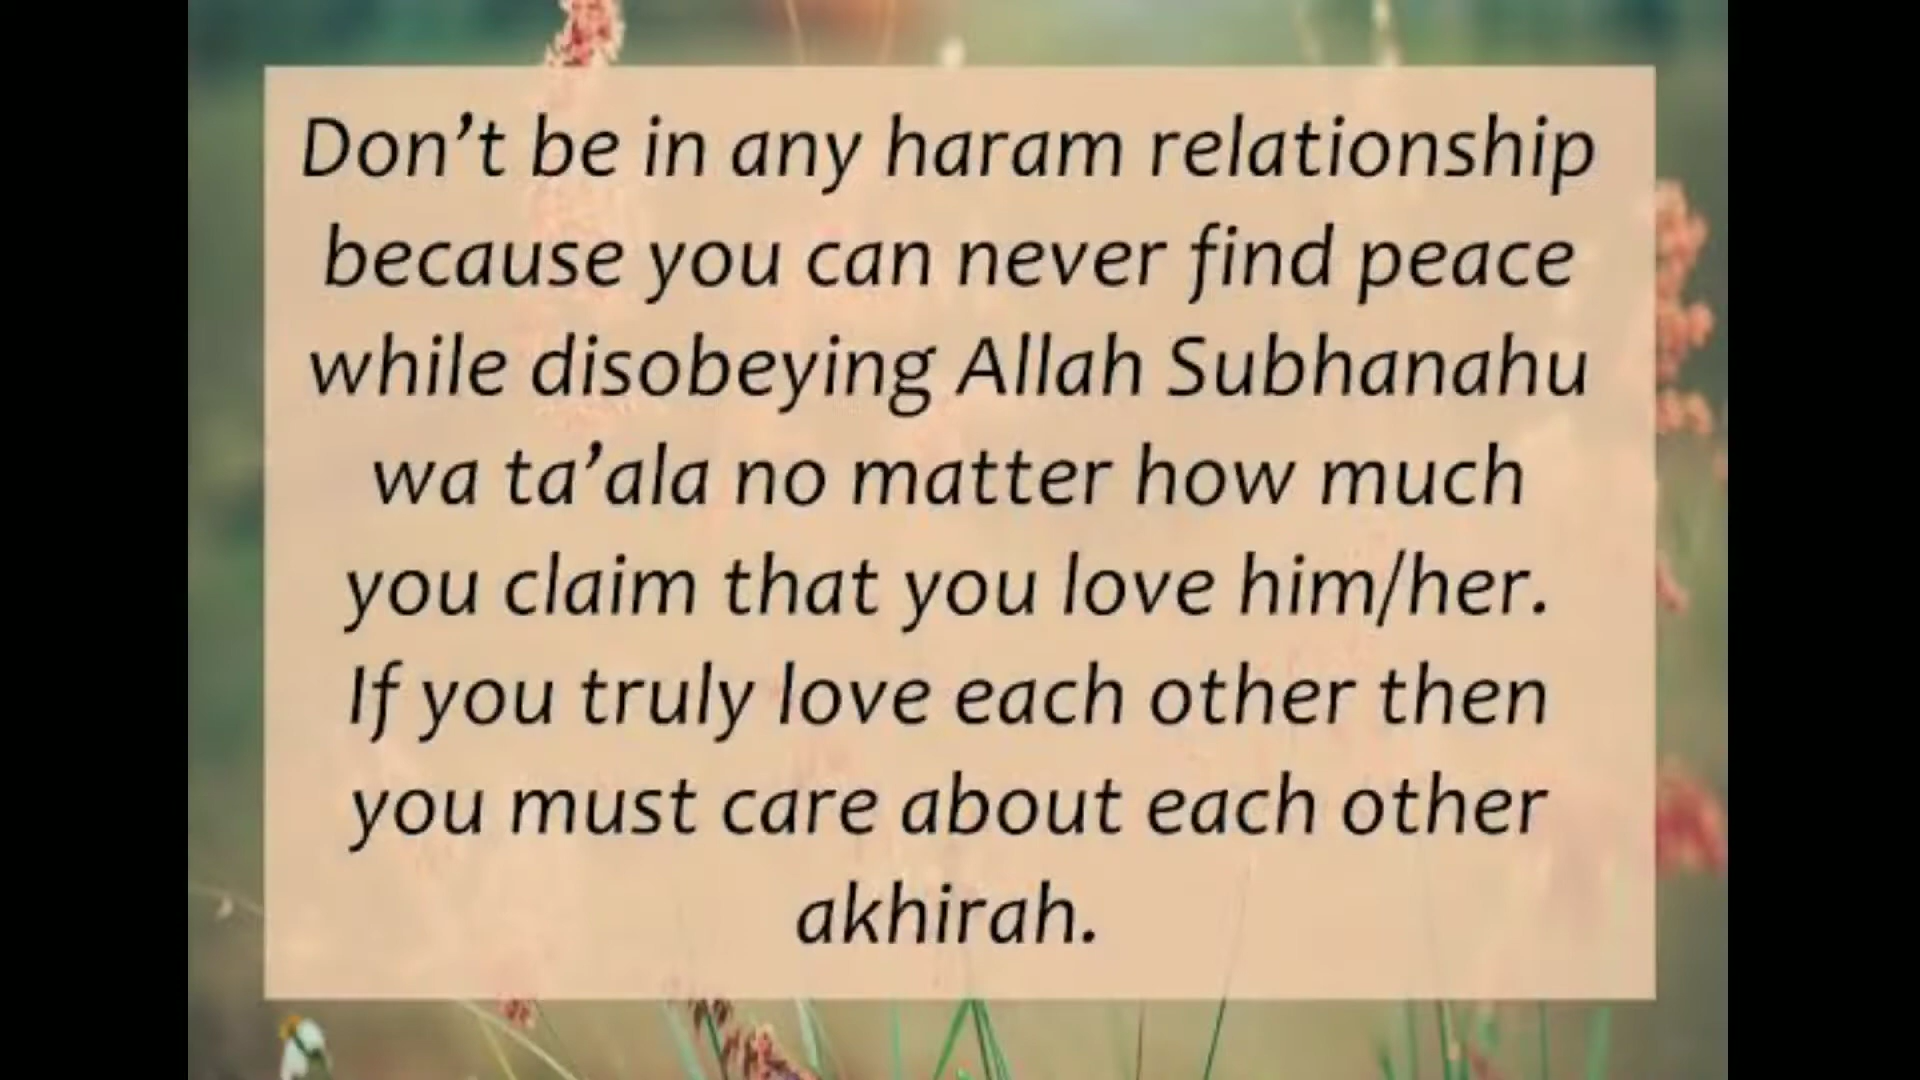 Don’t be in any haram relationship
because you can never find peace
while disobeying Allah Subhanahu
wa ta’ala no matter how much
you claim that you love him/her.
If you truly love each other then
you must care about each other
akhirah.